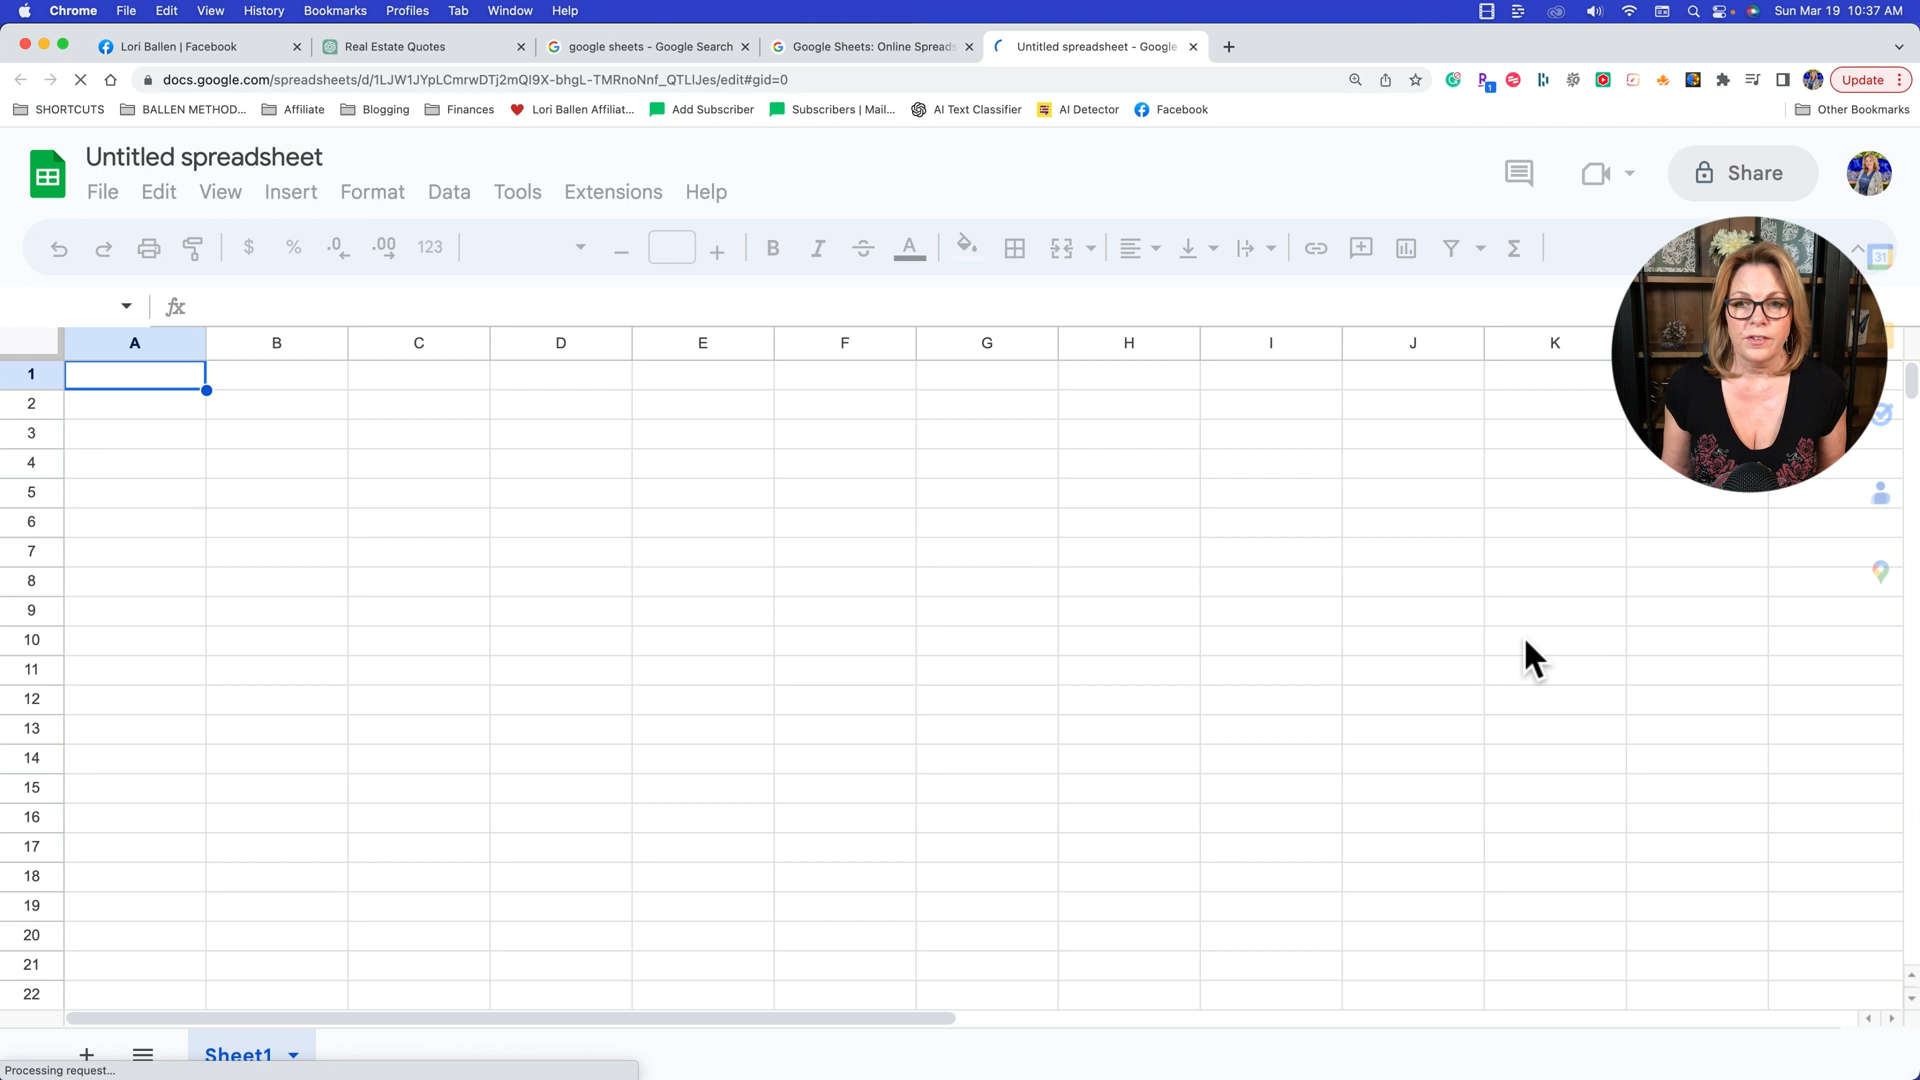 Chrome File Edit View History Bookmarks Profiles Tab Window Help Sun Mar 19 10:37 AM
Lori Ballen | Facebook Real Estate Quotes google sheets - Google Search Google Sheets: Online Spreads Untitled spreadsheet - Google
docs.google.com/spreadsheets/d/1LJW1JYpLCmrwDTj2mQI9X-bhgL-TMRnoNnf_QTLlJes/edit#gid=0 1 Update
SHORTCUTS BALLEN METHOD... Affiliate Blogging Finances Lori Ballen Affiliat... Add Subscriber Subscribers | Mail... AI Text Classifier AI Detector Facebook Other Bookmarks
Untitled spreadsheet
File Edit View Insert Format Data Tools Extensions Help
Share
$ % .0 .00 123 B I A Σ
31
fx
A B C D E F G H I J K
1
2
3
4
5
6
7
8
9
10
11
12
13
14
15
16
17
18
19
20
21
22
Sheet1
Processing request...